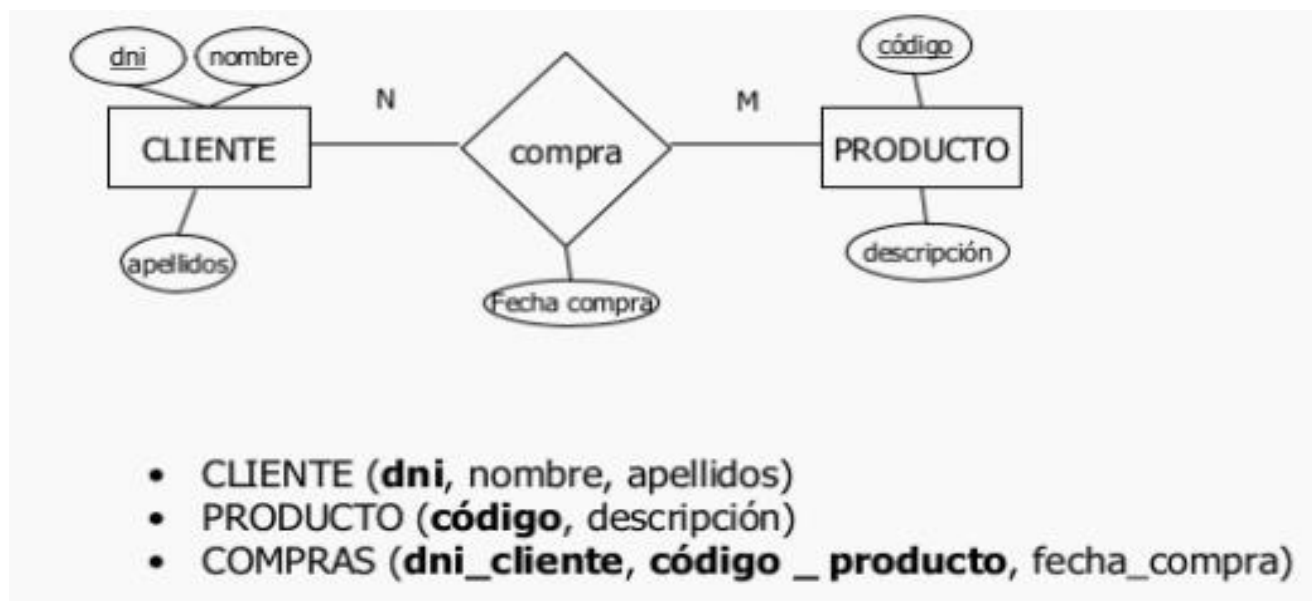 dni
nombre
código
N
M
CLIENTE
compra
PRODUCTO
apellidos
descripción
Fecha compra
• CLIENTE (dni, nombre, apellidos)
• PRODUCTO (código, descripción)
• COMPRAS (dni_cliente, código _ producto, fecha_compra)